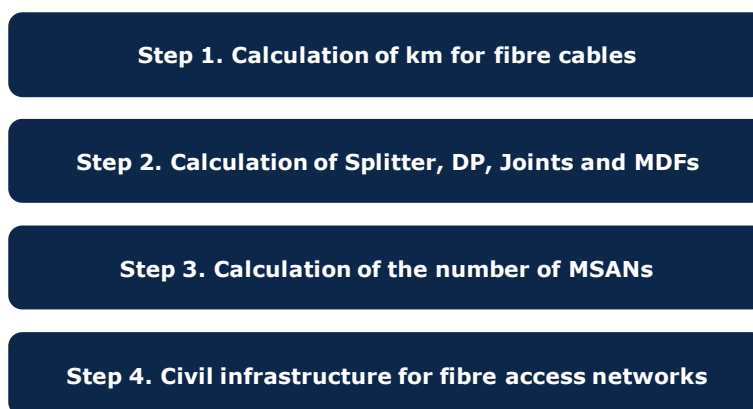 Step 1. Calculation of km for fibre cables
Step 2. Calculation of Splitter, DP, Joints and MDFs
Step 3. Calculation of the number of MSANs
Step 4. Civil infrastructure for fibre access networks